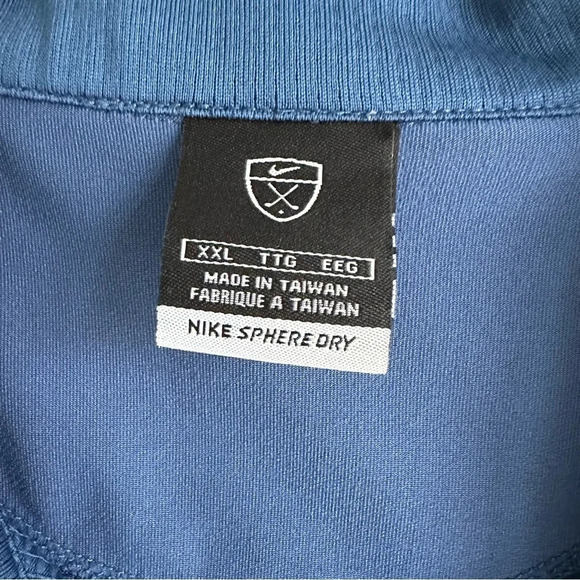 XXL TTG EEG
MADE IN TAIWAN
FABRIQUE A TAIWAN
NIKE SPHERE DRY